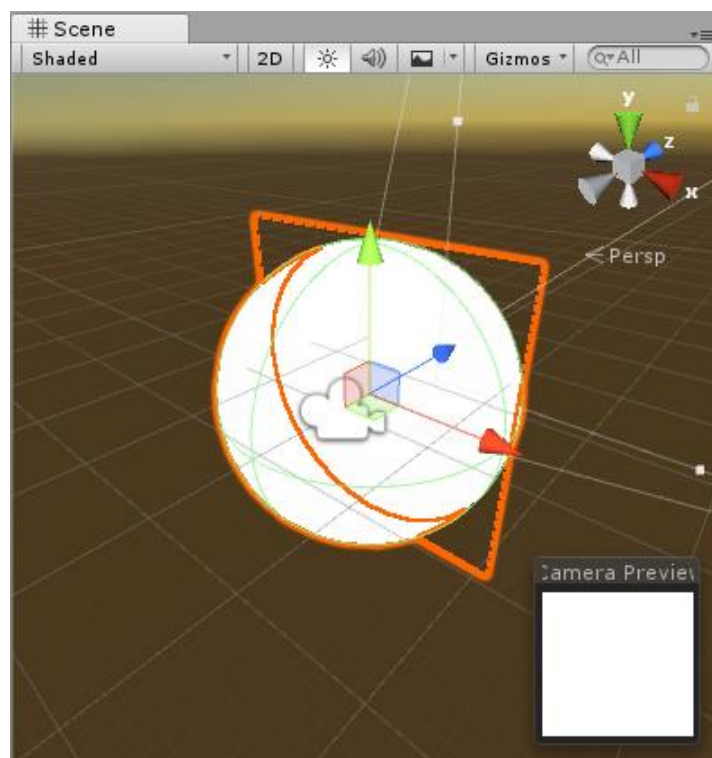 Scene
Shaded 2D Gizmos All
y
z
x
Persp
Camera Preview